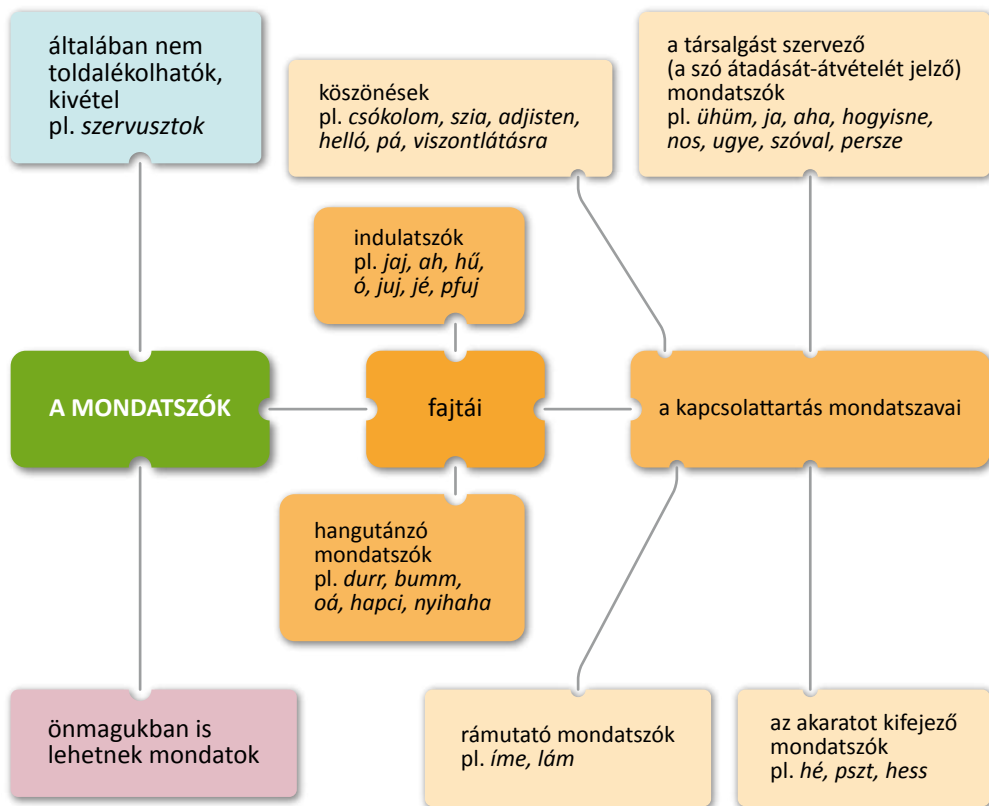 általában nem
toldalékolhatók,
kivétel
pl. szervusztok
köszönések
pl. csókolom, szia, adjisten,
helló, pá, viszontlátásra
a társalgást szervező
(a szó átadását-átvételét jelző)
mondatszók
pl. ühüm, ja, aha, hogyisne,
nos, ugye, szóval, persze
indulatszók
pl. jaj, ah, hű,
ó, juj, jé, pfuj
A MONDATSZÓK
fajtái
a kapcsolattartás mondatszavai
hangutánzó
mondatszók
pl. durr, bumm,
oá, hapci, nyihaha
önmagukban is
lehetnek mondatok
rámutató mondatszók
pl. íme, lám
az akaratot kifejező
mondatszók
pl. hé, pszt, hess